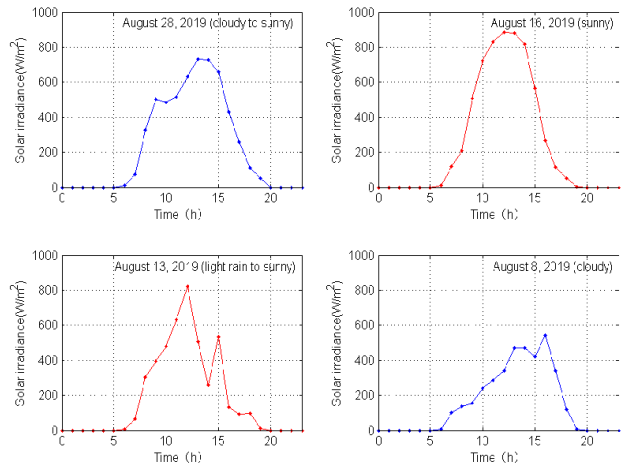 August 28, 2019 (cloudy to sunny)
1000
800
600
400
200
0
Solar irradiance(W/m²)
0 5 10 15 20
Time (h)
August 16, 2019 (sunny)
1000
800
600
400
200
0
Solar irradiance(W/m²)
0 5 10 15 20
Time (h)
August 13, 2019 (light rain to sunny)
1000
800
600
400
200
0
Solar irradiance(W/m²)
0 5 10 15 20
Time (h)
August 8, 2019 (cloudy)
1000
800
600
400
200
0
Solar irradiance(W/m²)
0 5 10 15 20
Time (h)